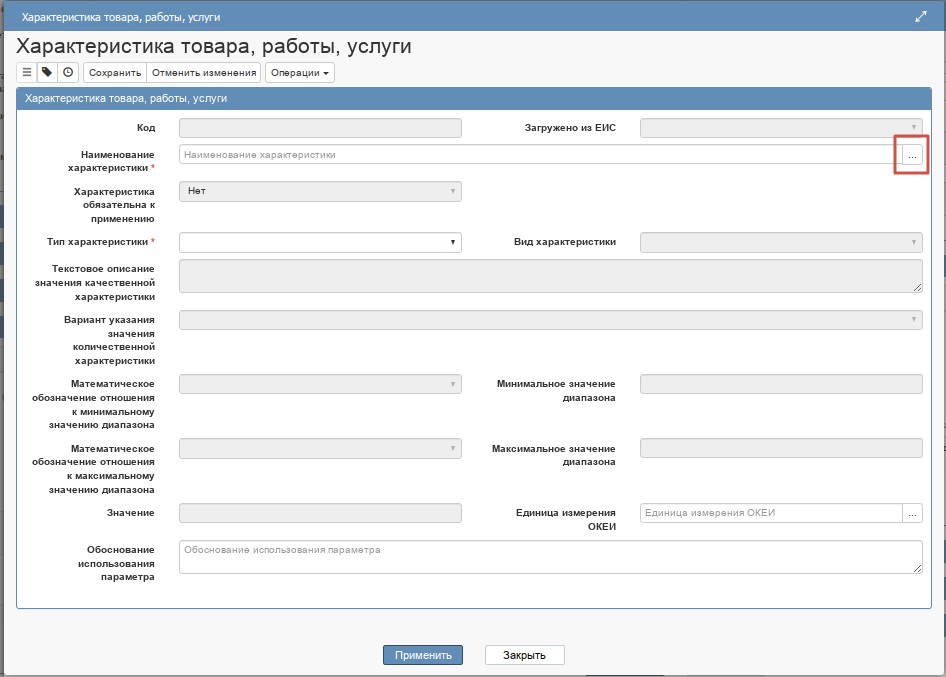 Характеристика товара, работы, услуги
Характеристика товара, работы, услуги
Сохранить Отменить изменения Операции
Характеристика товара, работы, услуги
Код Загружено из ЕИС
Наименование характеристики * Наименование характеристики ...
Характеристика обязательна к применению Нет
Тип характеристики * Вид характеристики
Текстовое описание
значения качественной
характеристики
Вариант указания
значения
количественной
характеристики
Математическое
обозначение отношения
к минимальному
значению диапазона
Минимальное значение
диапазона
Математическое
обозначение отношения
к максимальному
значению диапазона
Максимальное значение
диапазона
Значение
Единица измерения
ОКЕИ
Единица измерения ОКЕИ ...
Обоснование
использования
параметра
Обоснование использования параметра
Применить Закрыть